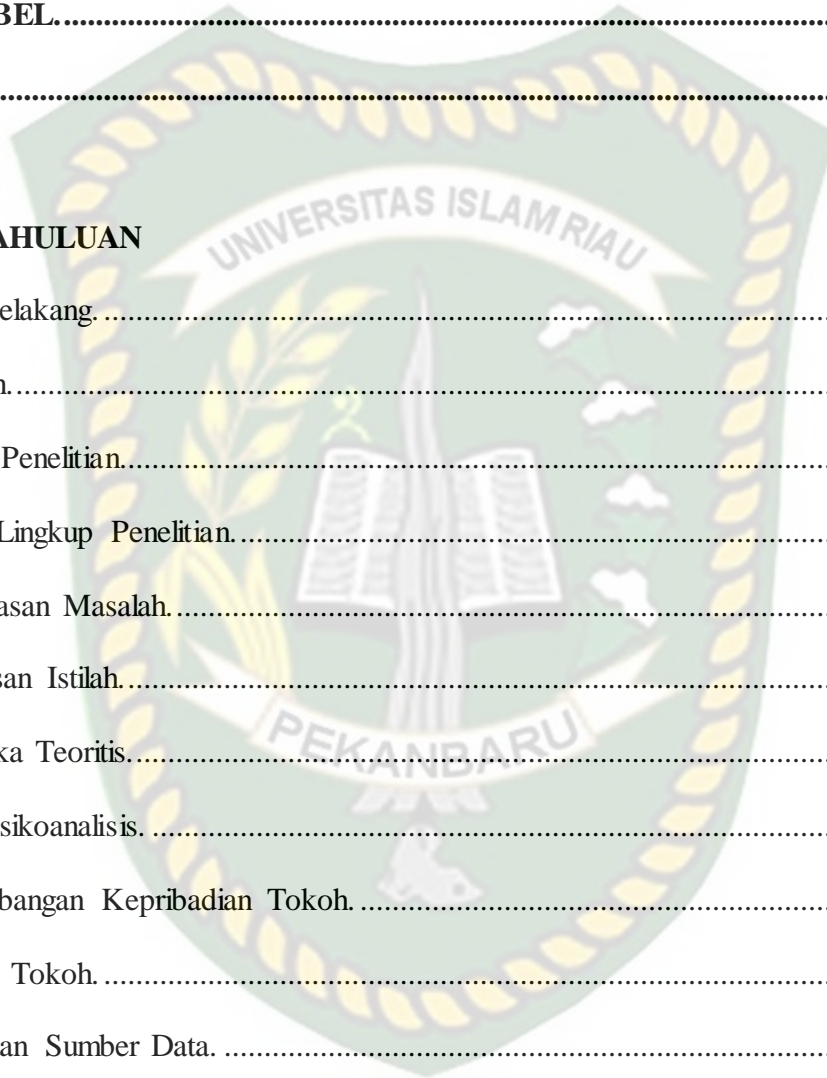 BEL...........................................................................................
................................................................................................
UNIVERSITAS ISLAM RIAU
AHULUAN
elakang. ......................................................................................
n...............................................................................................
Penelitian....................................................................................
Lingkup Penelitian.......................................................................
asan Masalah..............................................................................
san Istilah...................................................................................
ka Teoritis...................................................................................
PEKANBARU
sikoanalisis. ................................................................................
bangan Kepribadian Tokoh. .........................................................
Tokoh. ........................................................................................
an Sumber Data. .........................................................................